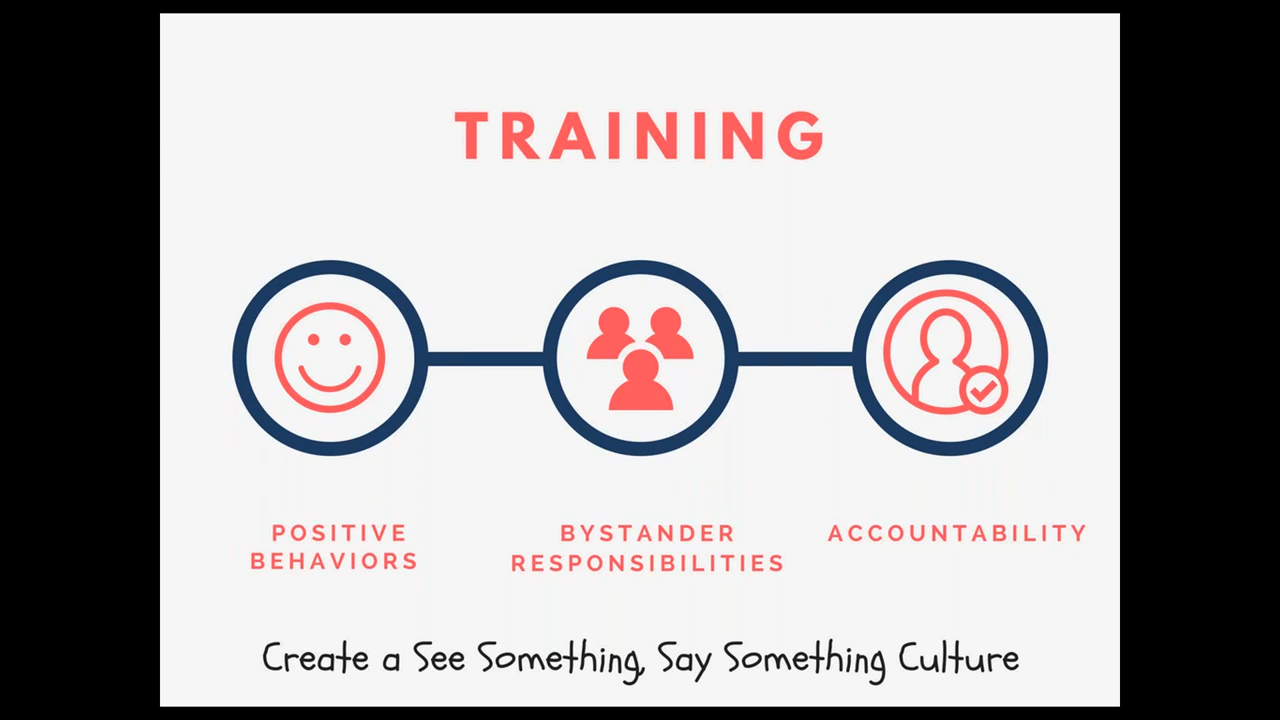 TRAINING
POSITIVE
BEHAVIORS
BYSTANDER
RESPONSIBILITIES
ACCOUNTABILITY
Create a See Something, Say Something Culture